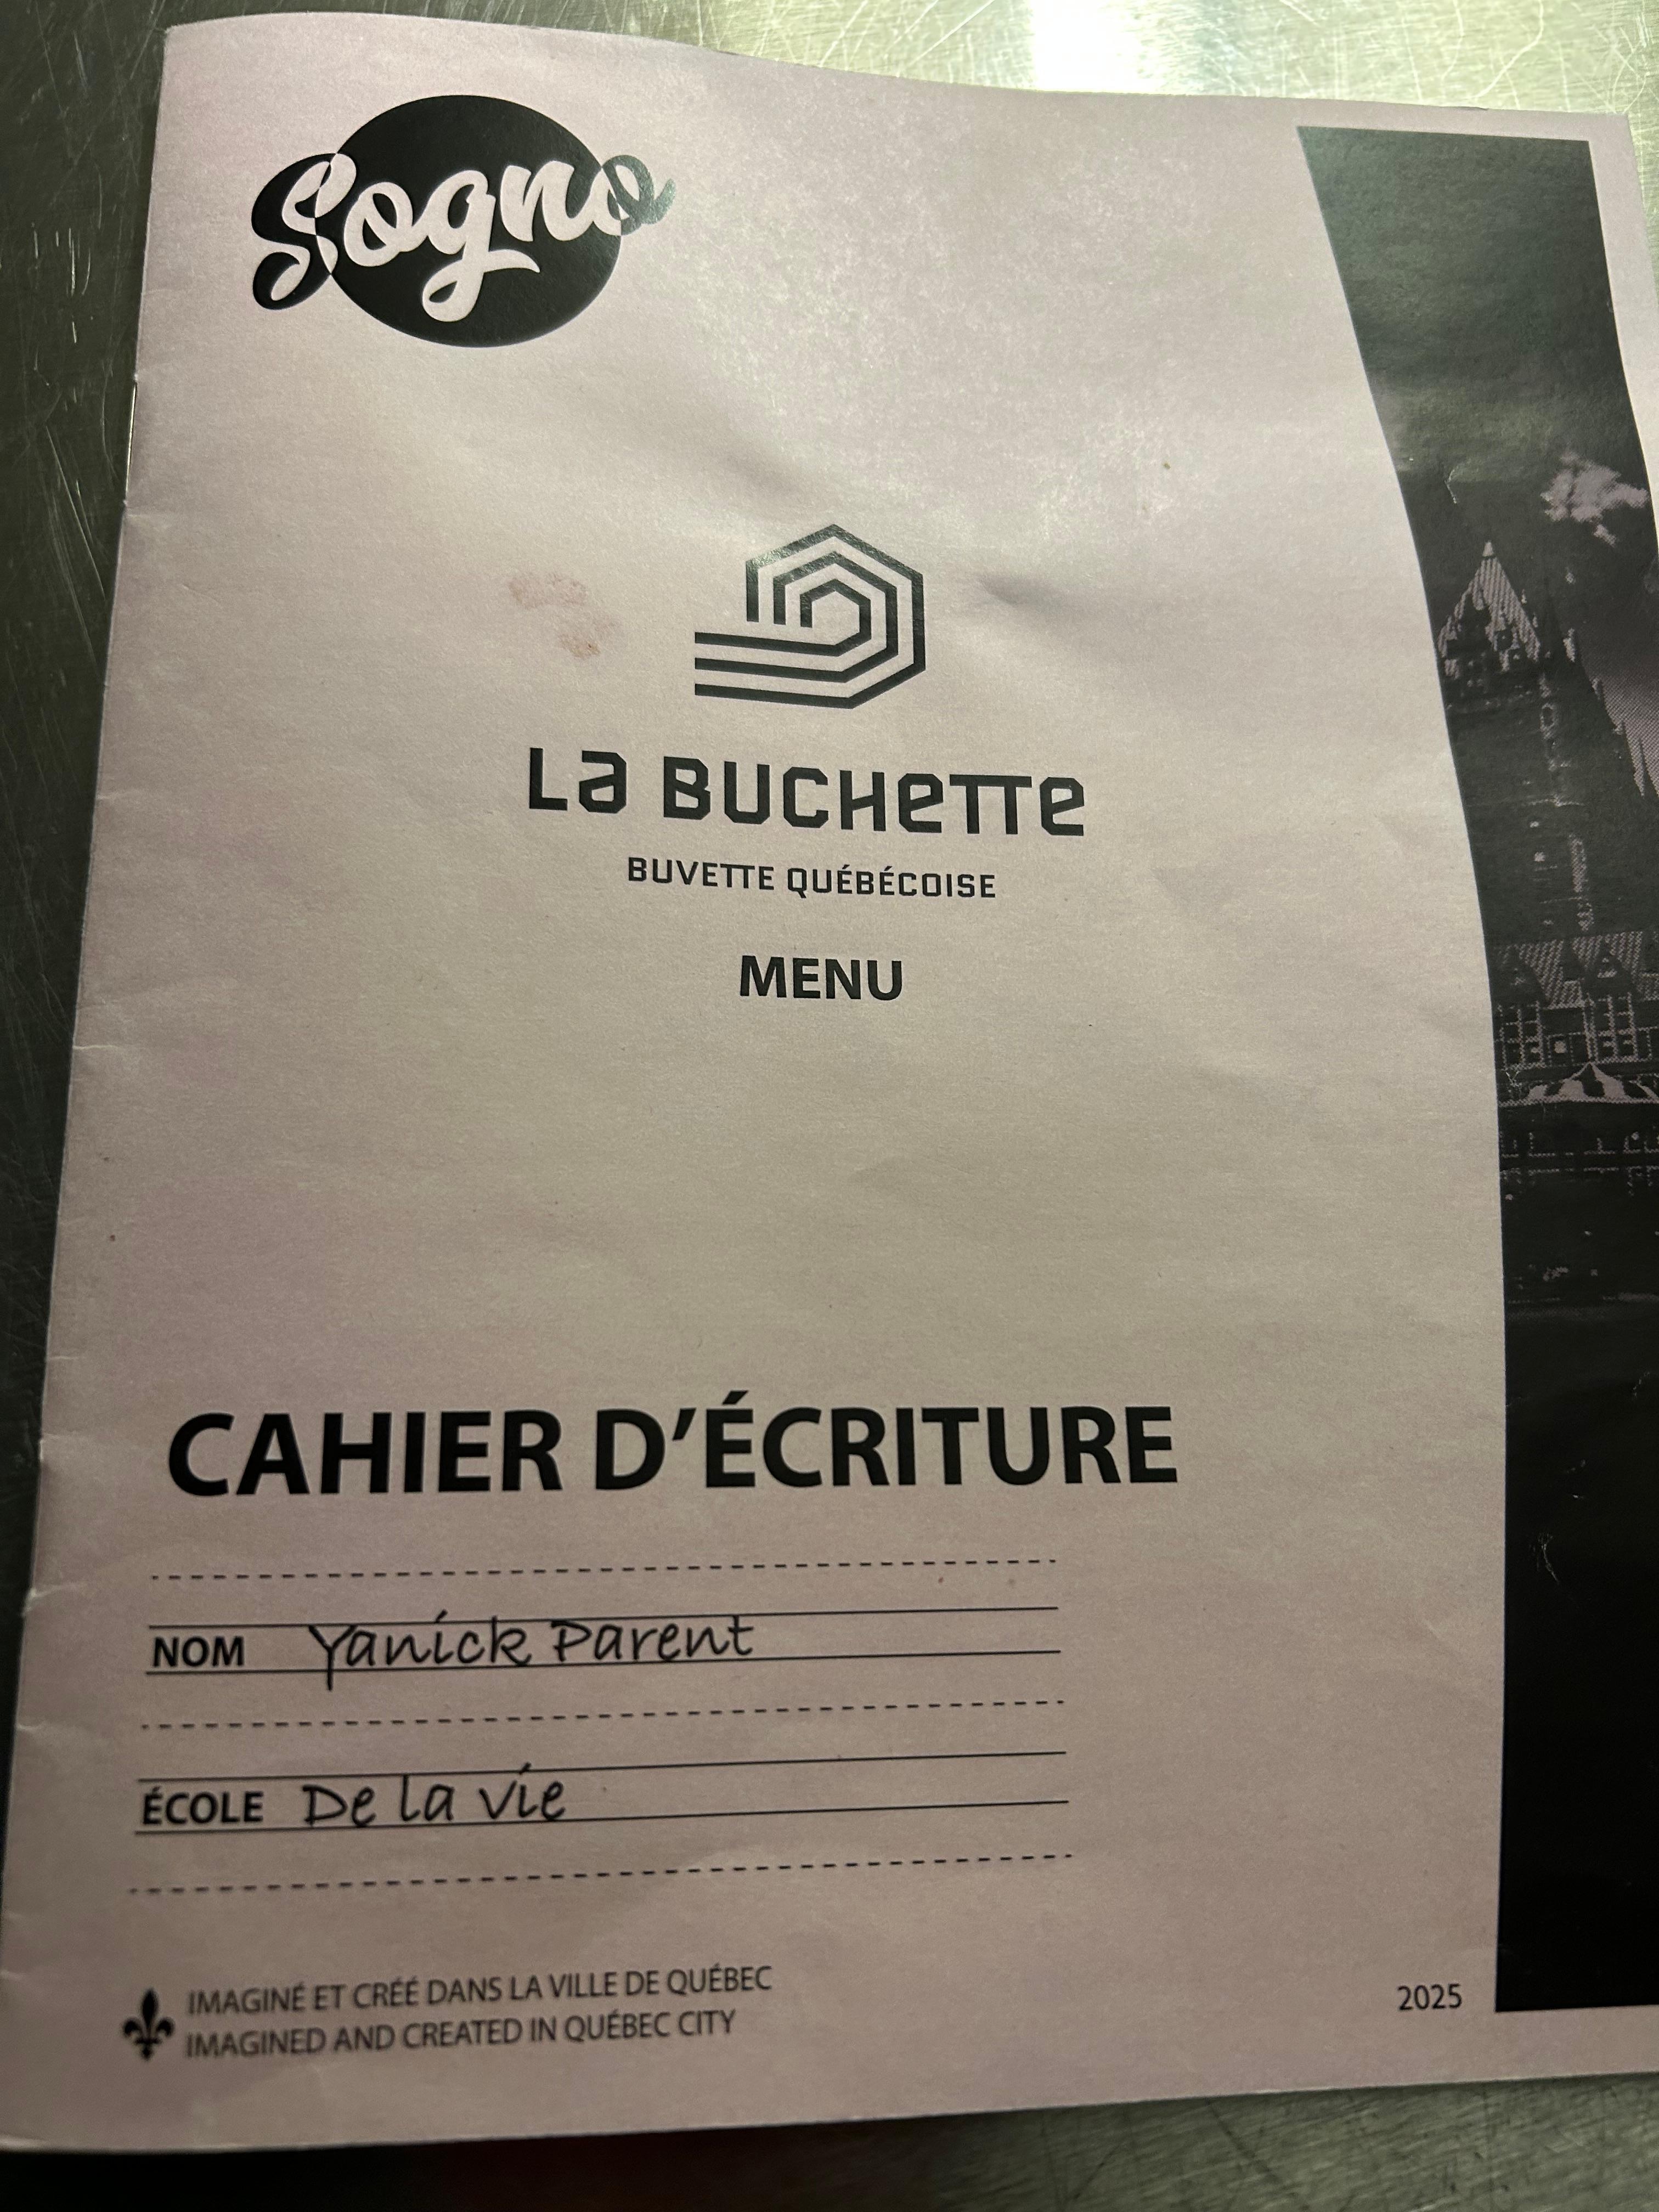 Sogno
La BUCHeTTe
BUVETTE QUÉBÉCOISE
MENU
CAHIER D'ÉCRITURE
NOM Yanick Parent
ÉCOLE De la vie
IMAGINÉ ET CRÉÉ DANS LA VILLE DE QUÉBEC
IMAGINED AND CREATED IN QUÉBEC CITY
2025